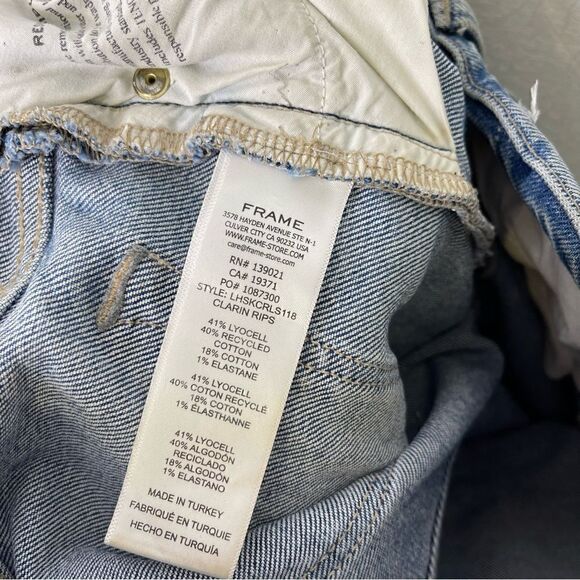 FRAME
3578 HAYDEN AVENUE STE N-1
CULVER CITY CA 90232 USA
WWW.FRAME-STORE.COM
care@frame-store.com
RN# 139021
CA# 19371
PO# 1087300
STYLE: LHSKCRLS118
CLARIN RIPS
41% LYOCELL
40% RECYCLED
COTTON
18% COTTON
1% ELASTANE
41% LYOCELL
40% COTON RECYCLÉ
18% COTON
1% ÉLASTHANNE
41% LYOCELL
40% ALGODÓN
RECICLADO
18% ALGODÓN
1% ELASTANO
MADE IN TURKEY
FABRIQUÉ EN TURQUIE
HECHO EN TURQUÍA